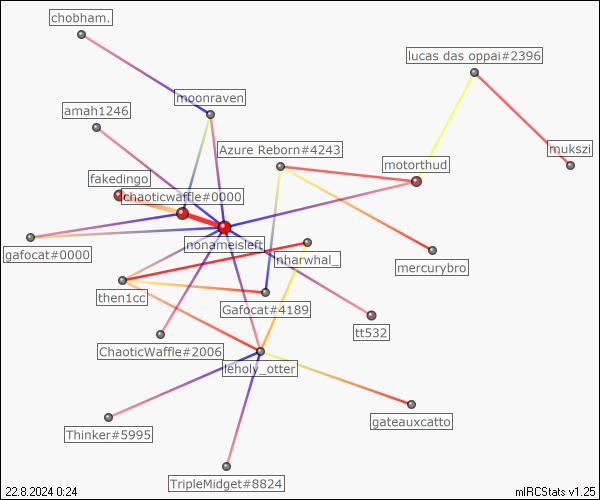 chobham.
lucas das oppai#2396
moonraven
amah1246
Azure Reborn#4243
mukszi
motorthud
fakedingo
chaoticwaffle#0000
nonameisleft
gafocat#0000
nharwhal_
mercurybro
then1cc
Gafocat#4189
tt532
ChaoticWaffle#2006
leholy_otter
gateauxcatto
Thinker#5995
TripleMidget#8824
22.8.2024 0:24
mIRCStats v1.25